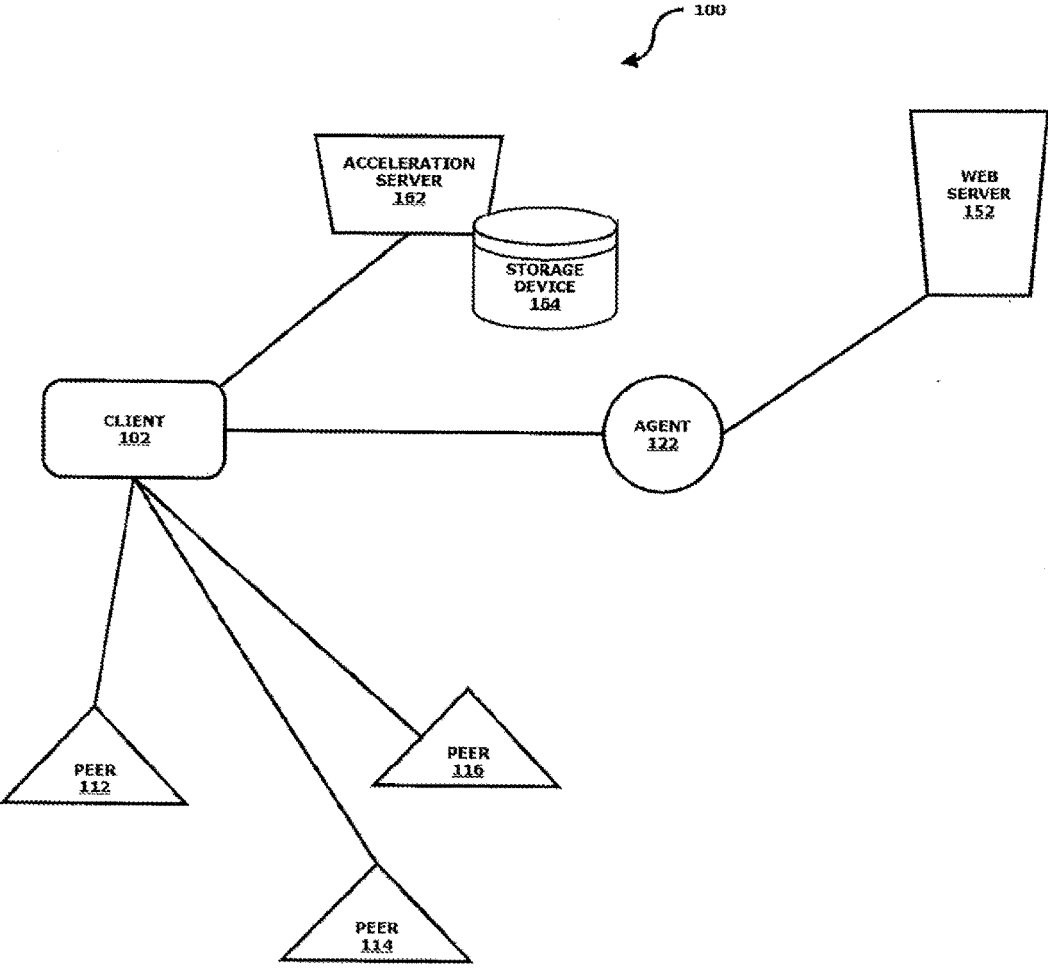 100
ACCELERATION
SERVER
162
WEB
SERVER
152
STORAGE
DEVICE
164
CLIENT
102
AGENT
122
PEER
112
PEER
116
PEER
114